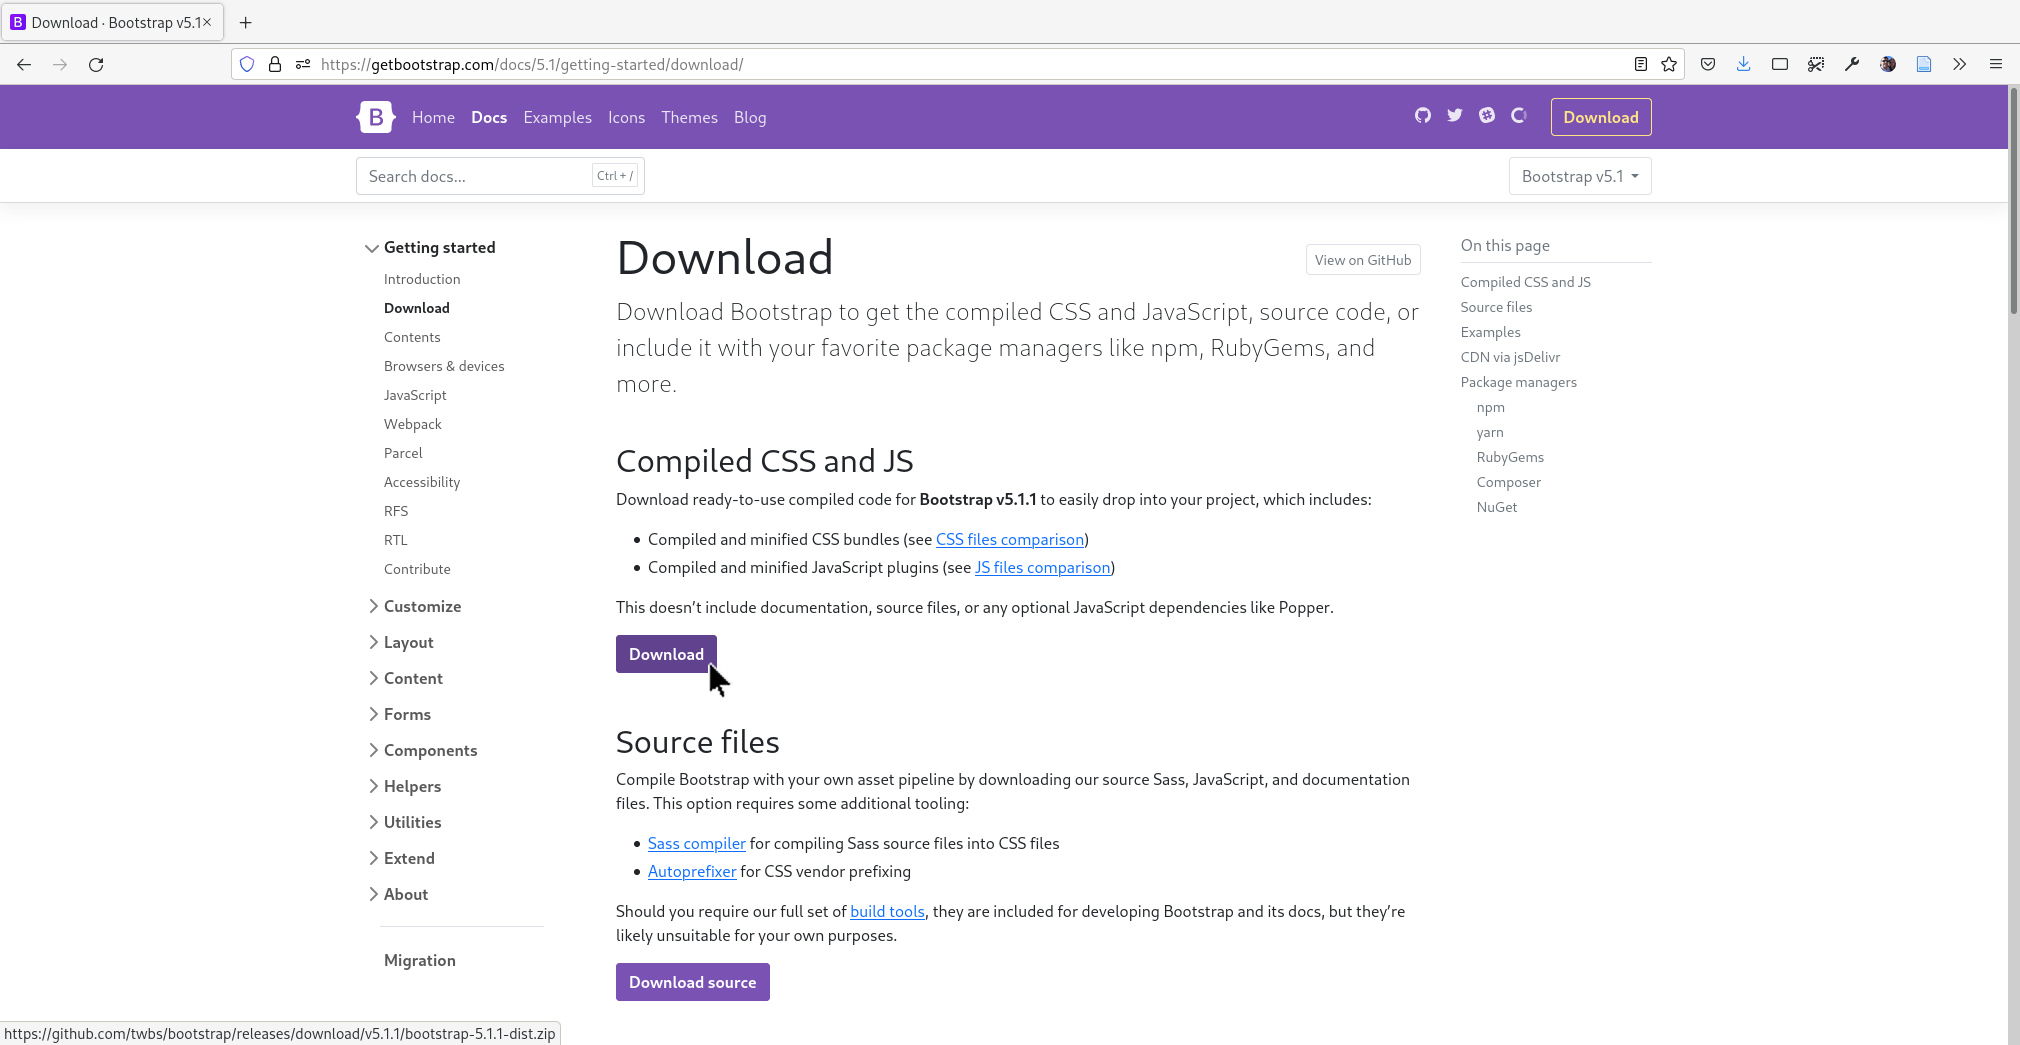 Download · Bootstrap v5.1
https://getbootstrap.com/docs/5.1/getting-started/download/
B Home Docs Examples Icons Themes Blog Download
Search docs... Ctrl + / Bootstrap v5.1
Getting started
Introduction
Download
Contents
Browsers & devices
JavaScript
Webpack
Parcel
Accessibility
RFS
RTL
Contribute
Customize
Layout
Content
Forms
Components
Helpers
Utilities
Extend
About
Migration
Download
View on GitHub
Download Bootstrap to get the compiled CSS and JavaScript, source code, or
include it with your favorite package managers like npm, RubyGems, and
more.
Compiled CSS and JS
Download ready-to-use compiled code for Bootstrap v5.1.1 to easily drop into your project, which includes:
• Compiled and minified CSS bundles (see CSS files comparison)
• Compiled and minified JavaScript plugins (see JS files comparison)
This doesn’t include documentation, source files, or any optional JavaScript dependencies like Popper.
Download
Source files
Compile Bootstrap with your own asset pipeline by downloading our source Sass, JavaScript, and documentation
files. This option requires some additional tooling:
• Sass compiler for compiling Sass source files into CSS files
• Autoprefixer for CSS vendor prefixing
Should you require our full set of build tools, they are included for developing Bootstrap and its docs, but they’re
likely unsuitable for your own purposes.
Download source
On this page
Compiled CSS and JS
Source files
Examples
CDN via jsDelivr
Package managers
npm
yarn
RubyGems
Composer
NuGet
https://github.com/twbs/bootstrap/releases/download/v5.1.1/bootstrap-5.1.1-dist.zip